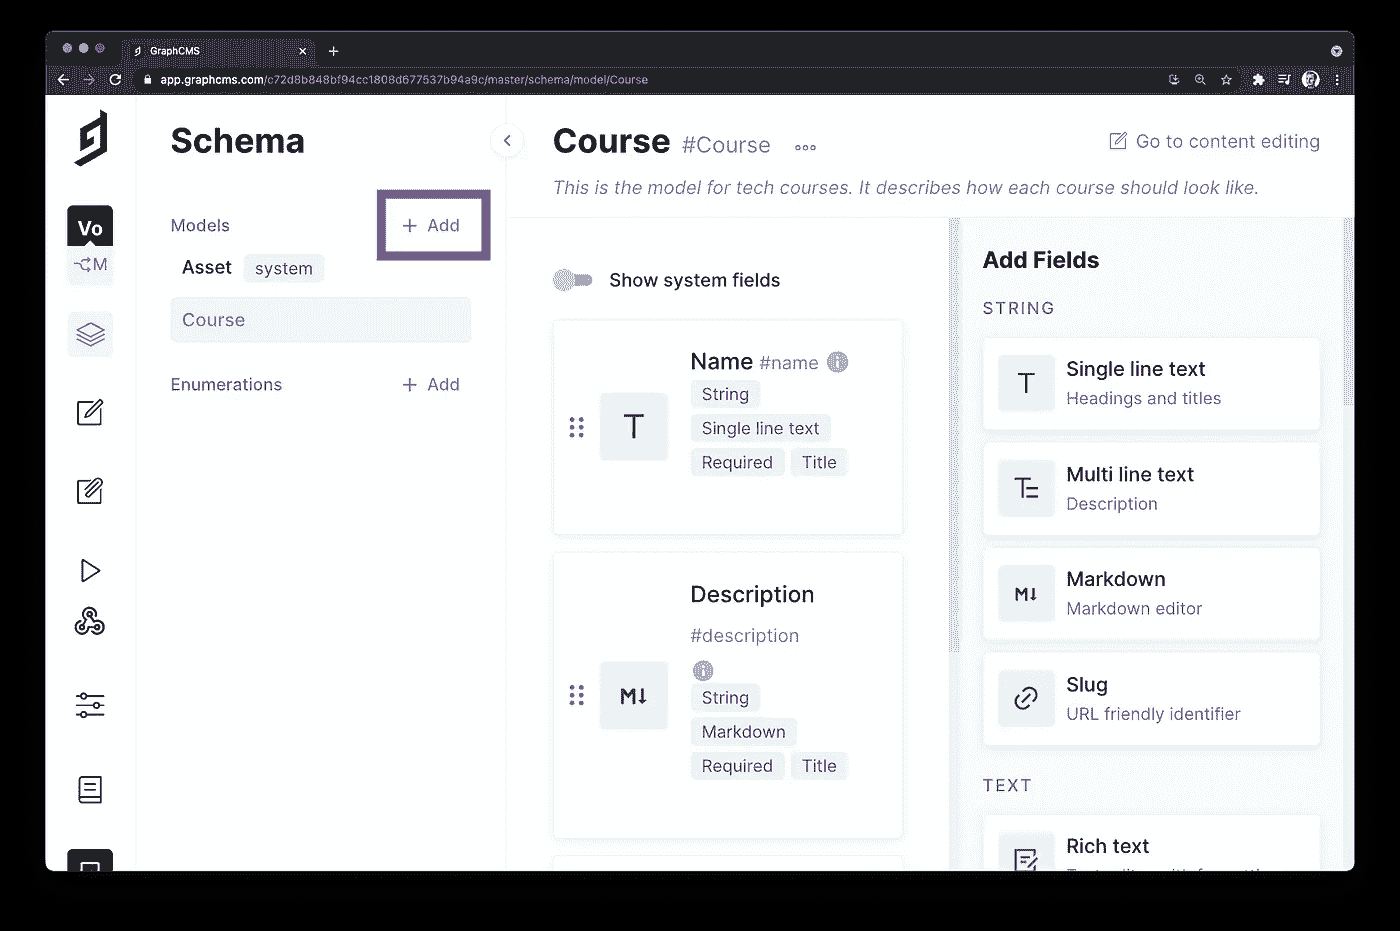 GraphCMS
app.graphcms.com/c72d8b848bf94cc1808d677537b94a9c/master/schema/model/Course
Vo
M
Schema
Models
+ Add
Asset system
Course
Enumerations
+ Add
Course #Course
Go to content editing
This is the model for tech courses. It describes how each course should look like.
Show system fields
Name #name
String
Single line text
Required Title
Description
#description
String
Markdown
Required Title
Add Fields
STRING
Single line text
Headings and titles
Multi line text
Description
Markdown
Markdown editor
Slug
URL friendly identifier
TEXT
Rich text